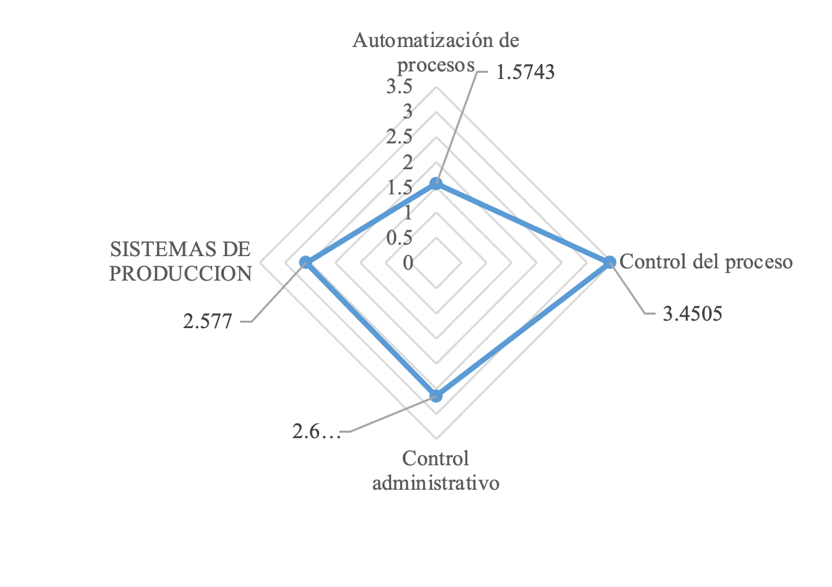 Automatización de
procesos
1.5743
3.5
3
2.5
2
1.5
1
0.5
0
SISTEMAS DE
PRODUCCION
Control del proceso
2.577
3.4505
2.6…
Control
administrativo